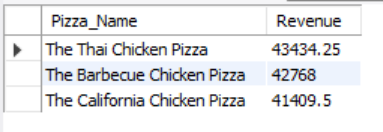 Pizza_Name Revenue
The Thai Chicken Pizza 43434.25
The Barbecue Chicken Pizza 42768
The California Chicken Pizza 41409.5